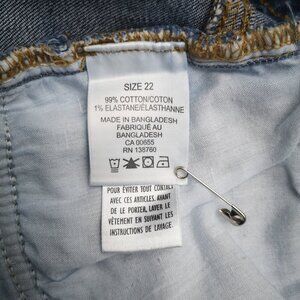 SIZE 22
99% COTTON/COTON
1% ELASTANE/ÉLASTHANNE
MADE IN BANGLADESH
FABRIQUÉ AU
BANGLADESH
CA 00655
RN 138760
POUR ÉVITER TOUT CONTACT
AVEC CES ARTICLES. AVANT
DE LE PORTER, LAVER LE
VÊTEMENT EN SUIVANT LES
INSTRUCTIONS DE LAVAGE.